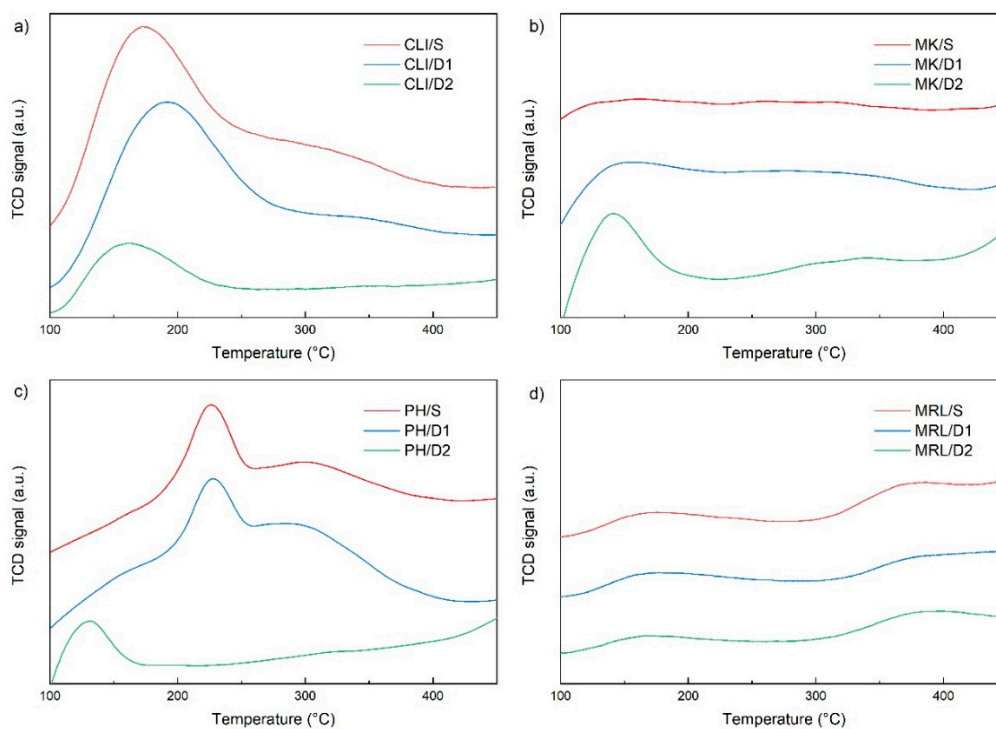 a)
CLI/S
CLI/D1
CLI/D2
TCD signal (a.u.)
100 200 300 400
Temperature (°C)
b)
MK/S
MK/D1
MK/D2
TCD signal (a.u.)
100 200 300 400
Temperature (°C)
c)
PH/S
PH/D1
PH/D2
TCD signal (a.u.)
100 200 300 400
Temperature (°C)
d)
MRL/S
MRL/D1
MRL/D2
TCD signal (a.u.)
100 200 300 400
Temperature (°C)